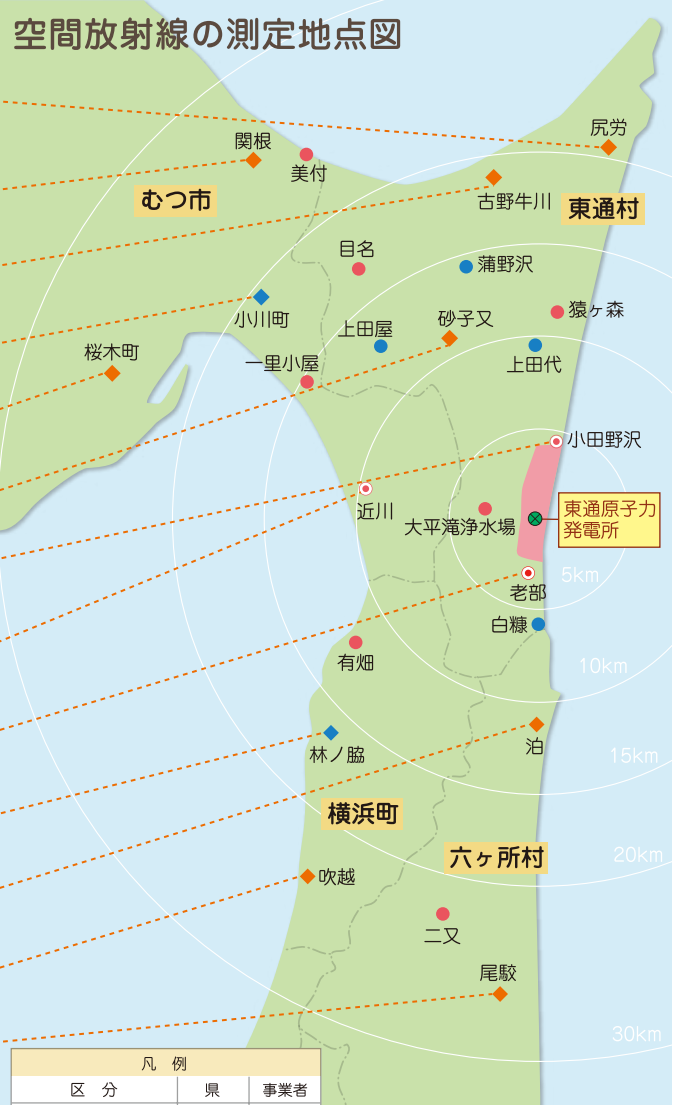 空間放射線の測定地点図
尻労
関根
美付
むつ市
古野牛川
東通村
目名
蒲野沢
小川町
猿ヶ森
砂子又
上田屋
桜木町
一里小屋
上田代
小田野沢
近川
大平滝浄水場
東通原子力
発電所
5km
老部
白糠
有畑
10km
泊
林ノ脇
15km
横浜町
六ヶ所村
20km
吹越
二又
尾駮
30km
凡 例
区 分
県
事業者